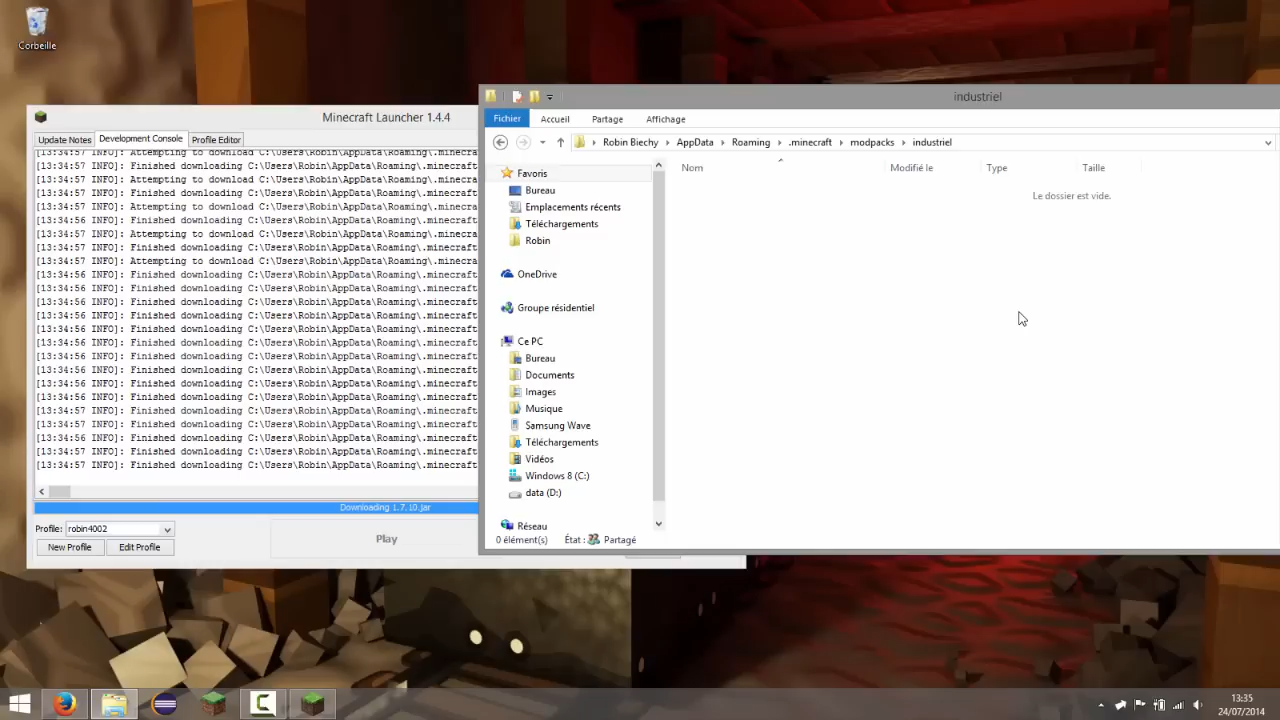 Corbeille
Minecraft Launcher 1.4.4
Update Notes Development Console Profile Editor
[13:34:57 INFO]: Attempting to download C:\Users\Robin\AppData\Roaming\.minecra
[13:34:57 INFO]: Finished downloading C:\Users\Robin\AppData\Roaming\.minecraft
[13:34:57 INFO]: Attempting to download C:\Users\Robin\AppData\Roaming\.minecra
[13:34:57 INFO]: Finished downloading C:\Users\Robin\AppData\Roaming\.minecraft
[13:34:57 INFO]: Attempting to download C:\Users\Robin\AppData\Roaming\.minecra
[13:34:56 INFO]: Finished downloading C:\Users\Robin\AppData\Roaming\.minecraft
[13:34:57 INFO]: Attempting to download C:\Users\Robin\AppData\Roaming\.minecra
[13:34:57 INFO]: Finished downloading C:\Users\Robin\AppData\Roaming\.minecraft
[13:34:57 INFO]: Attempting to download C:\Users\Robin\AppData\Roaming\.minecra
[13:34:56 INFO]: Finished downloading C:\Users\Robin\AppData\Roaming\.minecraft
[13:34:56 INFO]: Finished downloading C:\Users\Robin\AppData\Roaming\.minecraft
[13:34:56 INFO]: Finished downloading C:\Users\Robin\AppData\Roaming\.minecraft
[13:34:56 INFO]: Finished downloading C:\Users\Robin\AppData\Roaming\.minecraft
[13:34:56 INFO]: Finished downloading C:\Users\Robin\AppData\Roaming\.minecraft
[13:34:56 INFO]: Finished downloading C:\Users\Robin\AppData\Roaming\.minecraft
[13:34:56 INFO]: Finished downloading C:\Users\Robin\AppData\Roaming\.minecraft
[13:34:56 INFO]: Finished downloading C:\Users\Robin\AppData\Roaming\.minecraft
[13:34:56 INFO]: Finished downloading C:\Users\Robin\AppData\Roaming\.minecraft
[13:34:56 INFO]: Finished downloading C:\Users\Robin\AppData\Roaming\.minecraft
[13:34:56 INFO]: Finished downloading C:\Users\Robin\AppData\Roaming\.minecraft
[13:34:57 INFO]: Finished downloading C:\Users\Robin\AppData\Roaming\.minecraft
[13:34:56 INFO]: Finished downloading C:\Users\Robin\AppData\Roaming\.minecraft
[13:34:57 INFO]: Finished downloading C:\Users\Robin\AppData\Roaming\.minecraft
[13:34:57 INFO]: Finished downloading C:\Users\Robin\AppData\Roaming\.minecraft
Downloading 1.7.10.jar
Profile: robin4002
Play
New Profile Edit Profile
industriel
Fichier Accueil Partage Affichage
Robin Biechy AppData Roaming .minecraft modpacks industriel
Nom Modifié le Type Taille
Le dossier est vide.
Favoris
Bureau
Emplacements récents
Téléchargements
Robin
OneDrive
Groupe résidentiel
Ce PC
Bureau
Documents
Images
Musique
Samsung Wave
Téléchargements
Vidéos
Windows 8 (C:)
data (D:)
Réseau
0 élément(s) État : Partagé
13:35
24/07/2014